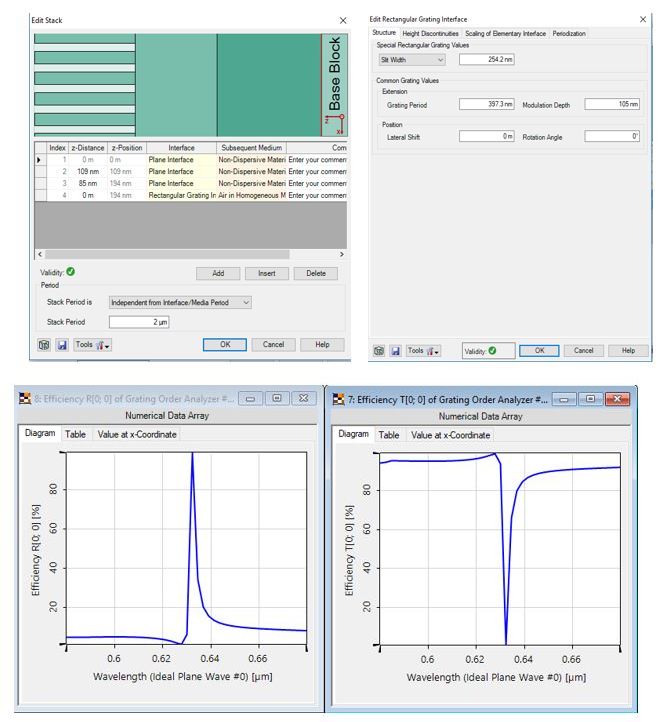 Edit Stack
Base Block
z
x
Index z-Distance z-Position Interface Subsequent Medium Com
1 0 m 0 m Plane Interface Non-Dispersive Materi Enter your commen
2 109 nm 109 nm Plane Interface Non-Dispersive Materi Enter your commen
3 85 nm 194 nm Plane Interface Non-Dispersive Materi Enter your commen
4 0 m 194 nm Rectangular Grating In Air in Homogeneous M Enter your commen
Validity:
Add Insert Delete
Period
Stack Period is Independent from Interface/Media Period
Stack Period 2 µm
Tools OK Cancel Help
Edit Rectangular Grating Interface
Structure Height Discontinuities Scaling of Elementary Interface Periodization
Special Rectangular Grating Values
Slit Width 254.2 nm
Common Grating Values
Extension
Grating Period 397.3 nm Modulation Depth 105 nm
Position
Lateral Shift 0 m Rotation Angle 0°
Tools Validity: OK Cancel Help
8: Efficiency R[0; 0] of Grating Order Analyzer #...
Numerical Data Array
Diagram Table Value at x-Coordinate
Efficiency R[0; 0] [%]
80
60
40
20
0.6 0.62 0.64 0.66
Wavelength (Ideal Plane Wave #0) [µm]
7: Efficiency T[0; 0] of Grating Order Analyzer #...
Numerical Data Array
Diagram Table Value at x-Coordinate
Efficiency T[0; 0] [%]
80
60
40
20
0.6 0.62 0.64 0.66
Wavelength (Ideal Plane Wave #0) [µm]